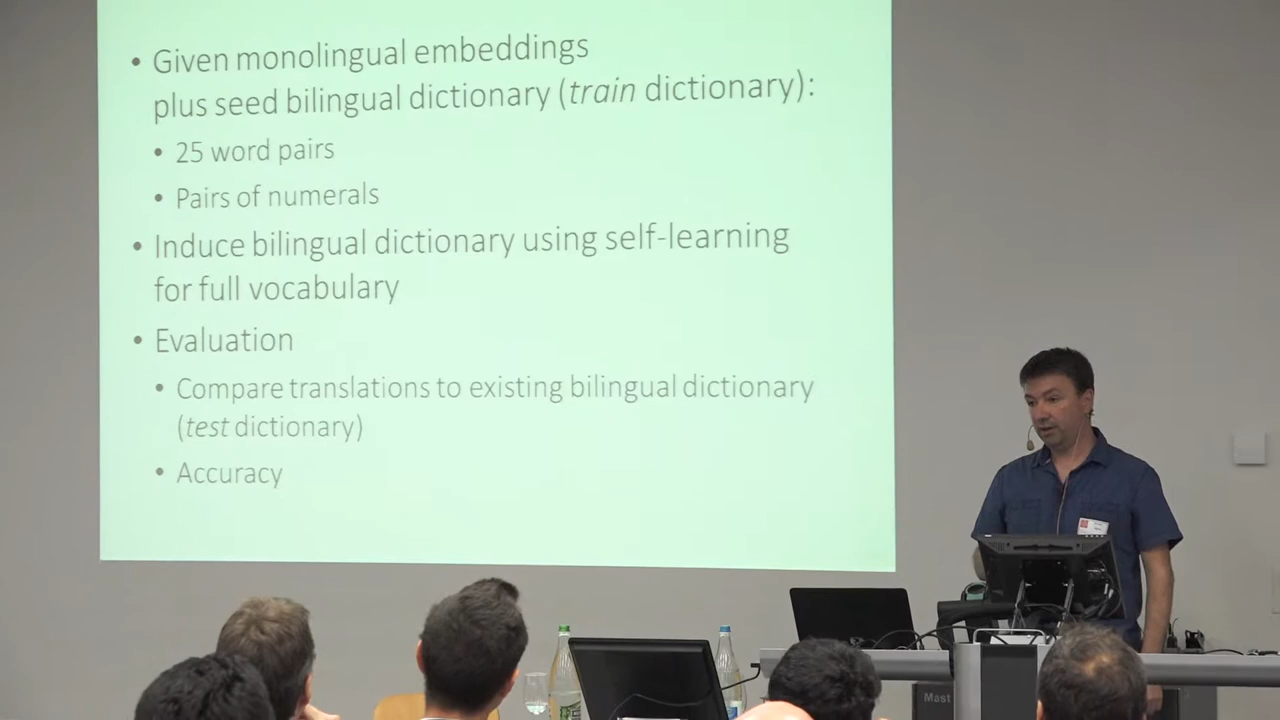 • Given monolingual embeddings
plus seed bilingual dictionary (train dictionary):
• 25 word pairs
• Pairs of numerals
• Induce bilingual dictionary using self-learning
for full vocabulary
• Evaluation
• Compare translations to existing bilingual dictionary
(test dictionary)
• Accuracy
Mast